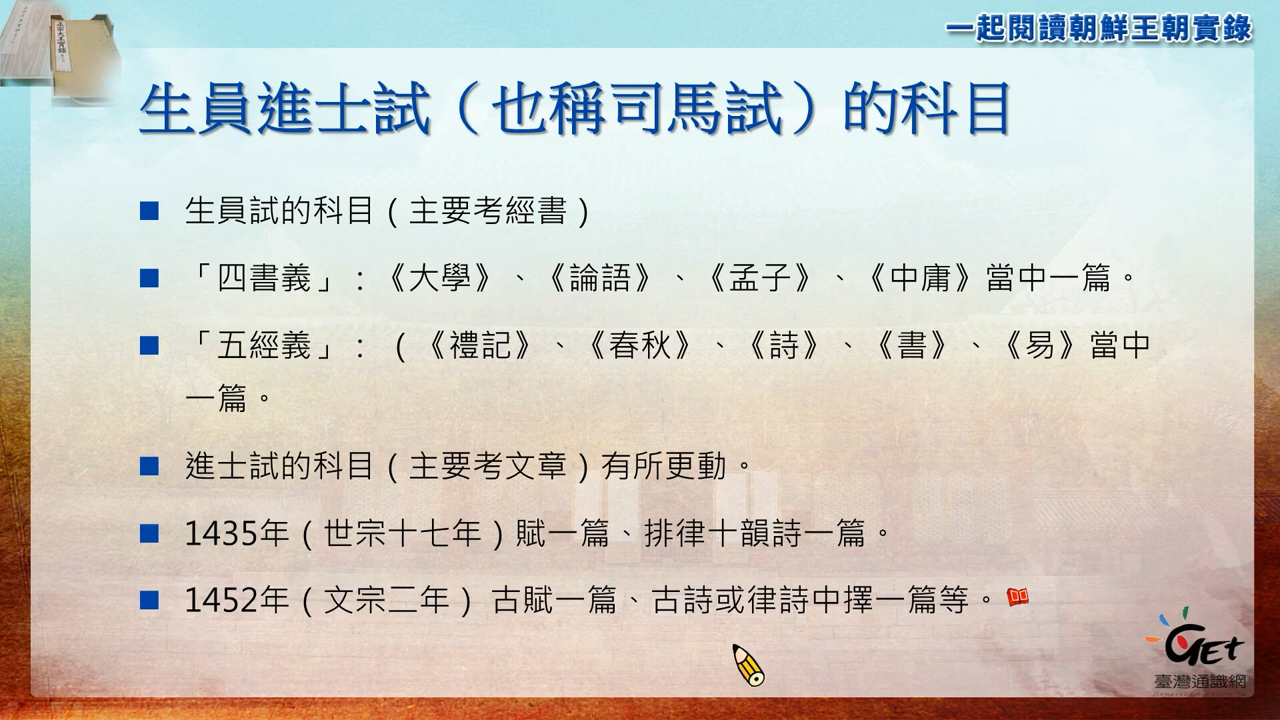 一起閱讀朝鮮王朝實錄
生員進士試（也稱司馬試）的科目
生員試的科目（主要考經書）
「四書義」：《大學》、《論語》、《孟子》、《中庸》當中一篇。
「五經義」： （《禮記》、《春秋》、《詩》、《書》、《易》當中
一篇。
進士試的科目（主要考文章）有所更動。
1435年（世宗十七年）賦一篇、排律十韻詩一篇。
1452年（文宗二年） 古賦一篇、古詩或律詩中擇一篇等。
GET
臺灣通識網